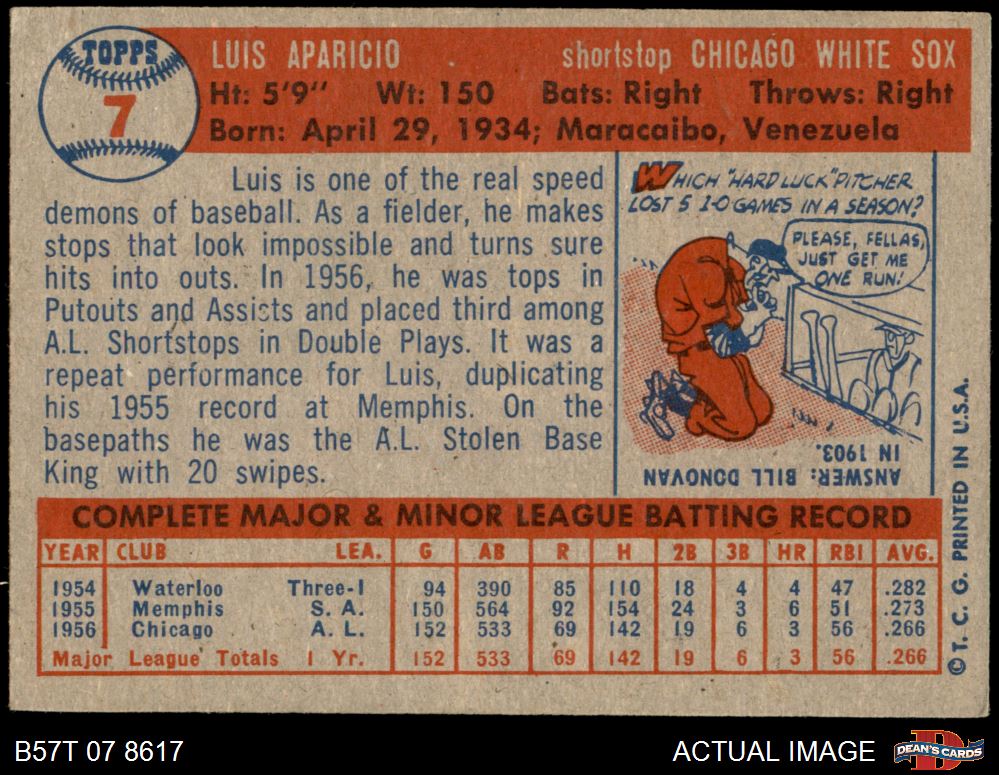 TOPPS
7
LUIS APARICIO shortstop CHICAGO WHITE SOX
Ht: 5'9" Wt: 150 Bats: Right Throws: Right
Born: April 29, 1934; Maracaibo, Venezuela
Luis is one of the real speed
demons of baseball. As a fielder, he makes
stops that look impossible and turns sure
hits into outs. In 1956, he was tops in
Putouts and Assists and placed third among
A.L. Shortstops in Double Plays. It was a
repeat performance for Luis, duplicating
his 1955 record at Memphis. On the
basepaths he was the A.L. Stolen Base
King with 20 swipes.
WHICH "HARD LUCK" PITCHER
LOST 5 1-0 GAMES IN A SEASON?
PLEASE, FELLAS,
JUST GET ME
ONE RUN!
ANSWER: BILL DONOVAN
IN 1903.
COMPLETE MAJOR & MINOR LEAGUE BATTING RECORD
YEAR CLUB LEA. G AB R H 2B 3B HR RBI AVG.
1954 Waterloo Three-I 94 390 85 110 18 4 4 47 .282
1955 Memphis S. A. 150 564 92 154 24 3 6 51 .273
1956 Chicago A. L. 152 533 69 142 19 6 3 56 .266
Major League Totals 1 Yr. 152 533 69 142 19 6 3 56 .266
© T. C. G. PRINTED IN U.S.A.
B57T 07 8617 ACTUAL IMAGE
D
DEAN'S CARDS